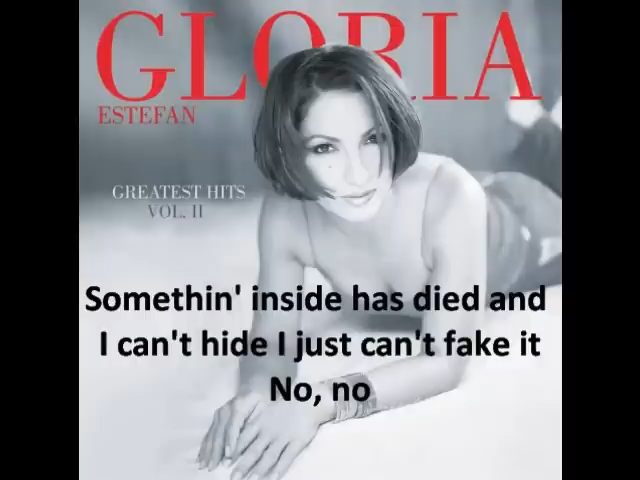 GLORIA
ESTEFAN
GREATEST HITS
VOL. II
Somethin' inside has died and
I can't hide I just can't fake it
No, no